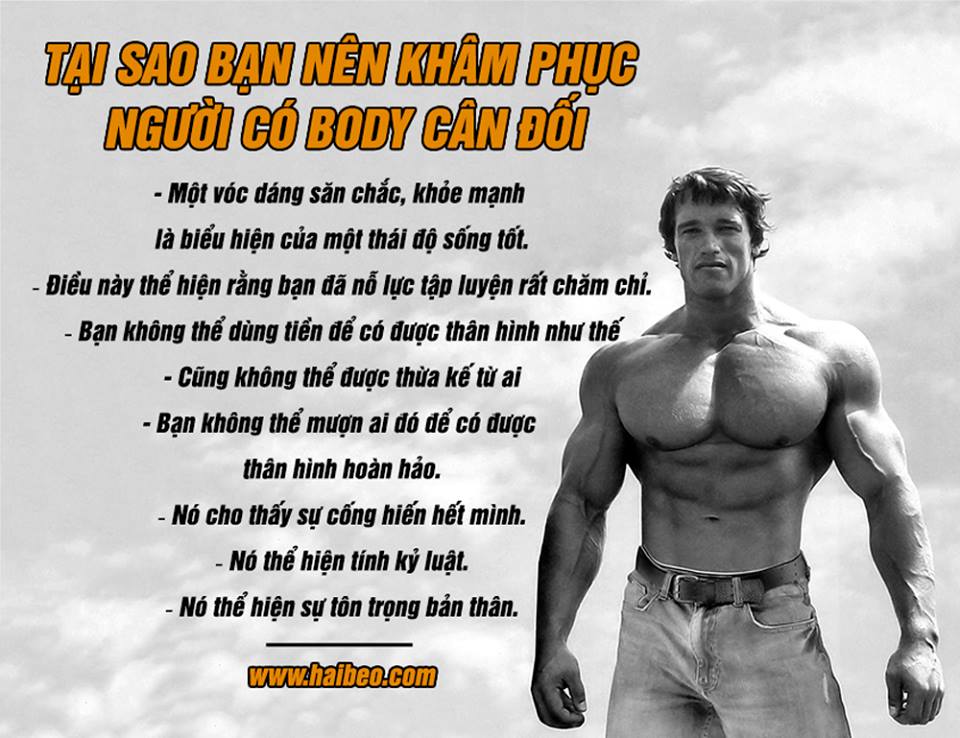 TẠI SAO BẠN NÊN KHÂM PHỤC
NGƯỜI CÓ BODY CÂN ĐỐI
- Một vóc dáng săn chắc, khỏe mạnh
là biểu hiện của một thái độ sống tốt.
- Điều này thể hiện rằng bạn đã nỗ lực tập luyện rất chăm chỉ.
- Bạn không thể dùng tiền để có được thân hình như thế
- Cũng không thể được thừa kế từ ai
- Bạn không thể mượn ai đó để có được
thân hình hoàn hảo.
- Nó cho thấy sự cống hiến hết mình.
- Nó thể hiện tính kỷ luật.
- Nó thể hiện sự tôn trọng bản thân.
www.haibeo.com